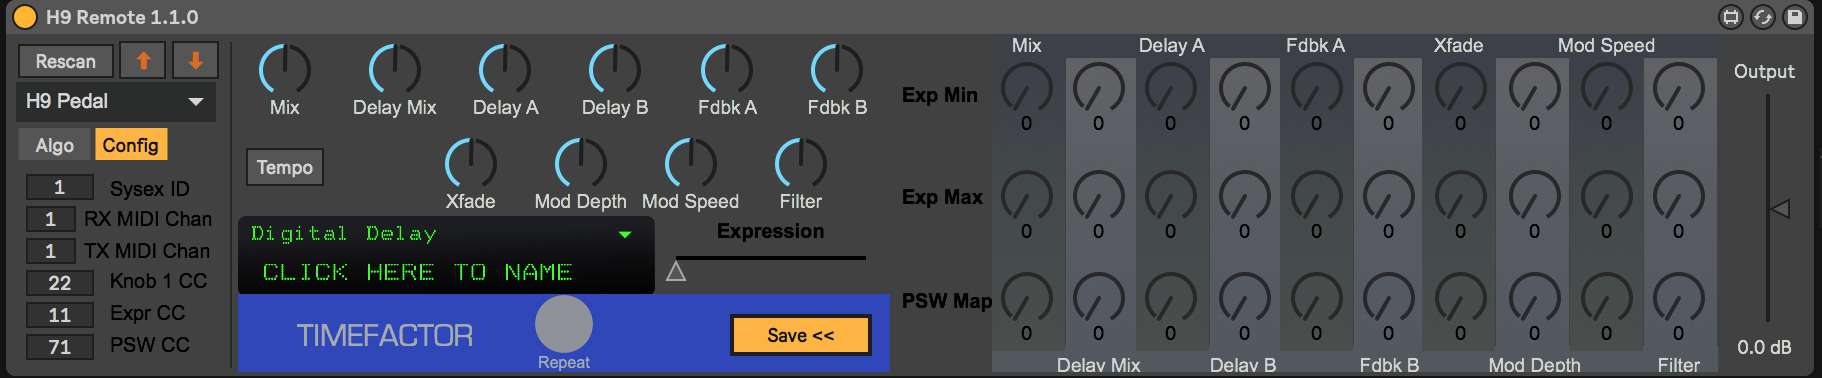 H9 Remote 1.1.0
Rescan
H9 Pedal
Algo Config
1 Sysex ID
1 RX MIDI Chan
1 TX MIDI Chan
22 Knob 1 CC
11 Expr CC
71 PSW CC
Mix Delay Mix Delay A Delay B Fdbk A Fdbk B
Tempo
Xfade Mod Depth Mod Speed Filter
Digital Delay
CLICK HERE TO NAME
Expression
TIMEFACTOR
Repeat
Save <<
Mix Delay A Fdbk A Xfade Mod Speed
Exp Min
0 0 0 0 0 0 0 0 0 0
Exp Max
0 0 0 0 0 0 0 0 0 0
PSW Map
0 0 0 0 0 0 0 0 0 0
Delay Mix Delay B Fdbk B Mod Depth Filter
Output
0.0 dB